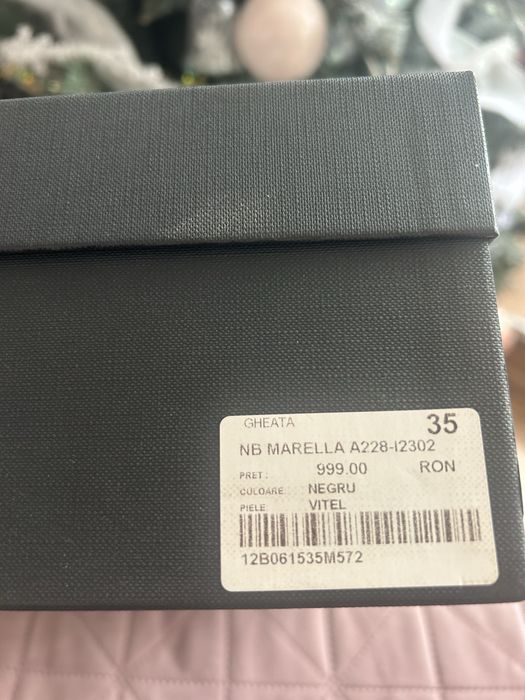 GHEATA 35
NB MARELLA A228-I2302
PRET: 999.00 RON
CULOARE: NEGRU
PIELE: VITEL
12B061535M572